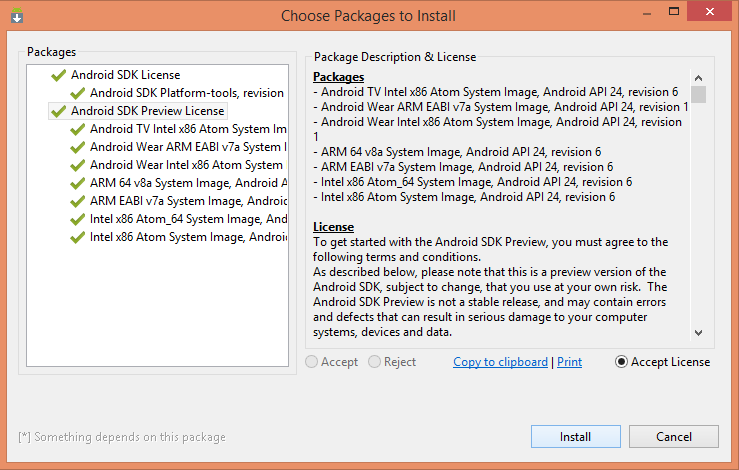 Choose Packages to Install
Packages
Android SDK License
Android SDK Platform-tools, revision
Android SDK Preview License
Android TV Intel x86 Atom System Im
Android Wear ARM EABI v7a System I
Android Wear Intel x86 Atom System
ARM 64 v8a System Image, Android A
ARM EABI v7a System Image, Android
Intel x86 Atom_64 System Image, And
Intel x86 Atom System Image, Androi
Package Description & License
Packages
- Android TV Intel x86 Atom System Image, Android API 24, revision 6
- Android Wear ARM EABI v7a System Image, Android API 24, revision 1
- Android Wear Intel x86 Atom System Image, Android API 24, revision
1
- ARM 64 v8a System Image, Android API 24, revision 6
- ARM EABI v7a System Image, Android API 24, revision 6
- Intel x86 Atom_64 System Image, Android API 24, revision 6
- Intel x86 Atom System Image, Android API 24, revision 6
License
To get started with the Android SDK Preview, you must agree to the
following terms and conditions.
As described below, please note that this is a preview version of the
Android SDK, subject to change, that you use at your own risk.  The
Android SDK Preview is not a stable release, and may contain errors
and defects that can result in serious damage to your computer
systems, devices and data.
Accept
Reject
Copy to clipboard | Print
Accept License
[*] Something depends on this package
Install
Cancel